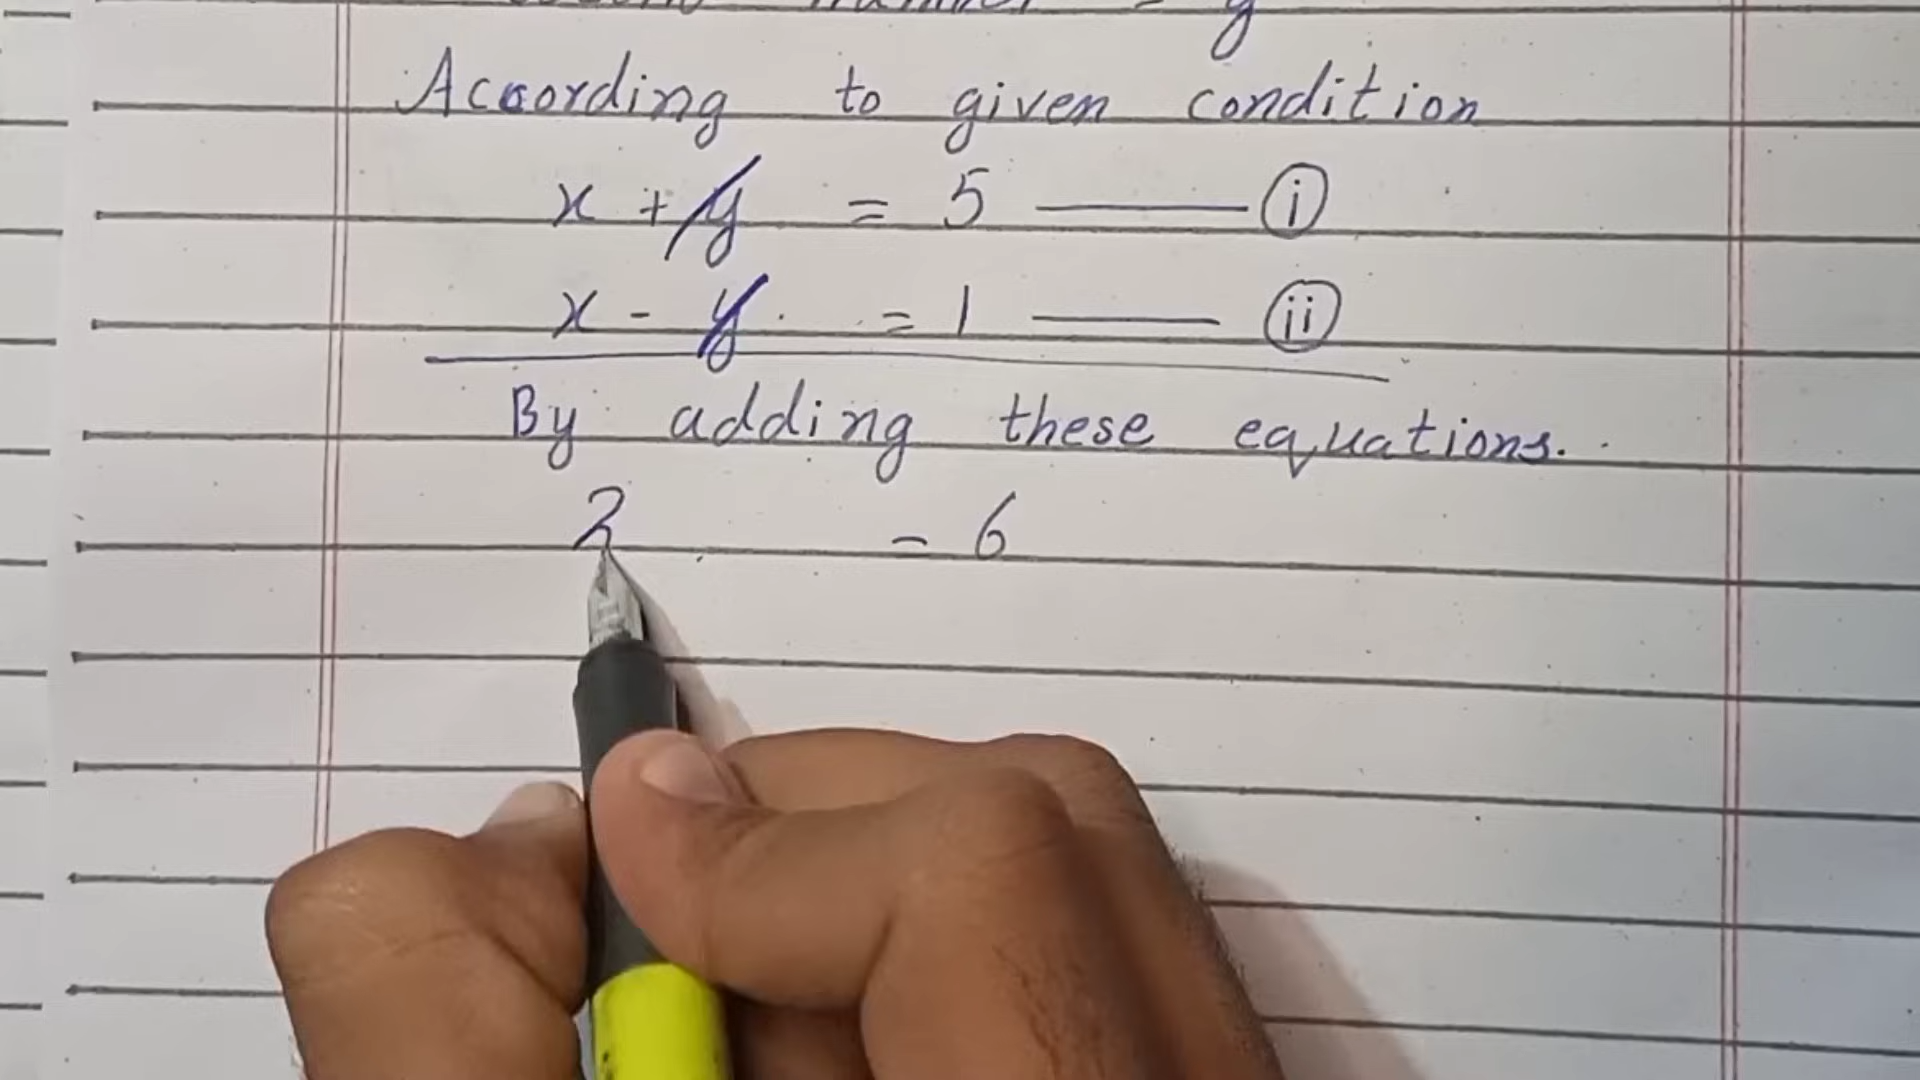 = y
According to given condition
x + y = 5 —— (i)
x - y = 1 —— (ii)
By adding these equations.
2 = 6